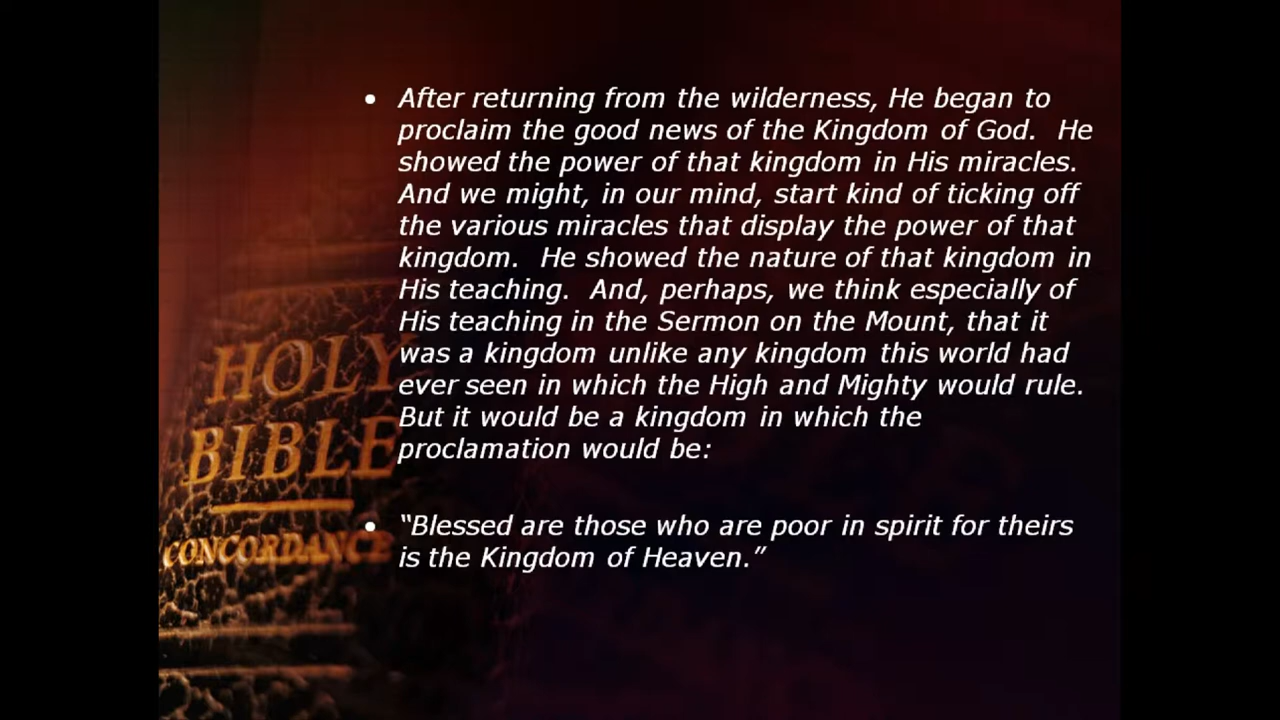 • After returning from the wilderness, He began to
proclaim the good news of the Kingdom of God.  He
showed the power of that kingdom in His miracles.
And we might, in our mind, start kind of ticking off
the various miracles that display the power of that
kingdom.  He showed the nature of that kingdom in
His teaching.  And, perhaps, we think especially of
His teaching in the Sermon on the Mount, that it
was a kingdom unlike any kingdom this world had
ever seen in which the High and Mighty would rule.
But it would be a kingdom in which the
proclamation would be:
• “Blessed are those who are poor in spirit for theirs
is the Kingdom of Heaven.”
HOLY
BIBLE
CONCORDANCE